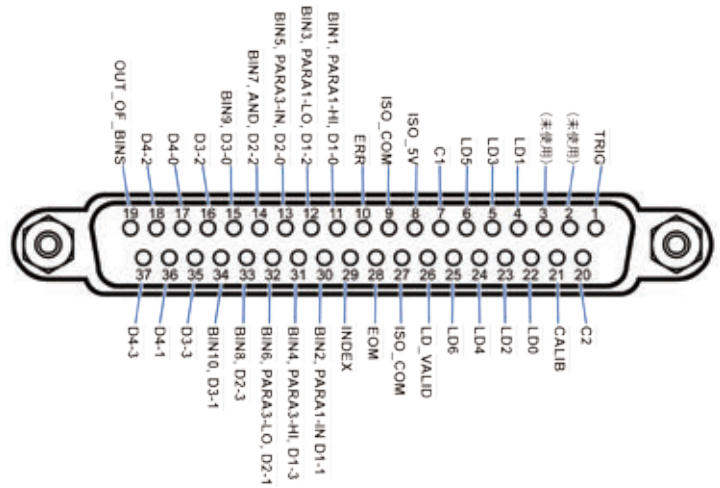 OUT_OF_BINS
D4-2
D4-0
D3-2
BIN9, D3-0
BIN7, AND, D2-2
BIN5, PARA3-IN, D2-0
BIN3, PARA1-LO, D1-2
BIN1, PARA1-HI, D1-0
ERR
ISO_COM
ISO_5V
C1
LD5
LD3
LD1
(未使用)
(未使用)
TRIG
19 18 17 16 15 14 13 12 11 10 9 8 7 6 5 4 3 2 1
37 36 35 34 33 32 31 30 29 28 27 26 25 24 23 22 21 20
D4-3
D4-1
D3-3
BIN10, D3-1
BIN8, D2-3
BIN6, PARA3-LO, D2-1
BIN4, PARA3-HI, D1-3
BIN2, PARA1-IN D1-1
INDEX
EOM
ISO_COM
LD_VALID
LD6
LD4
LD2
LD0
CALIB
C2